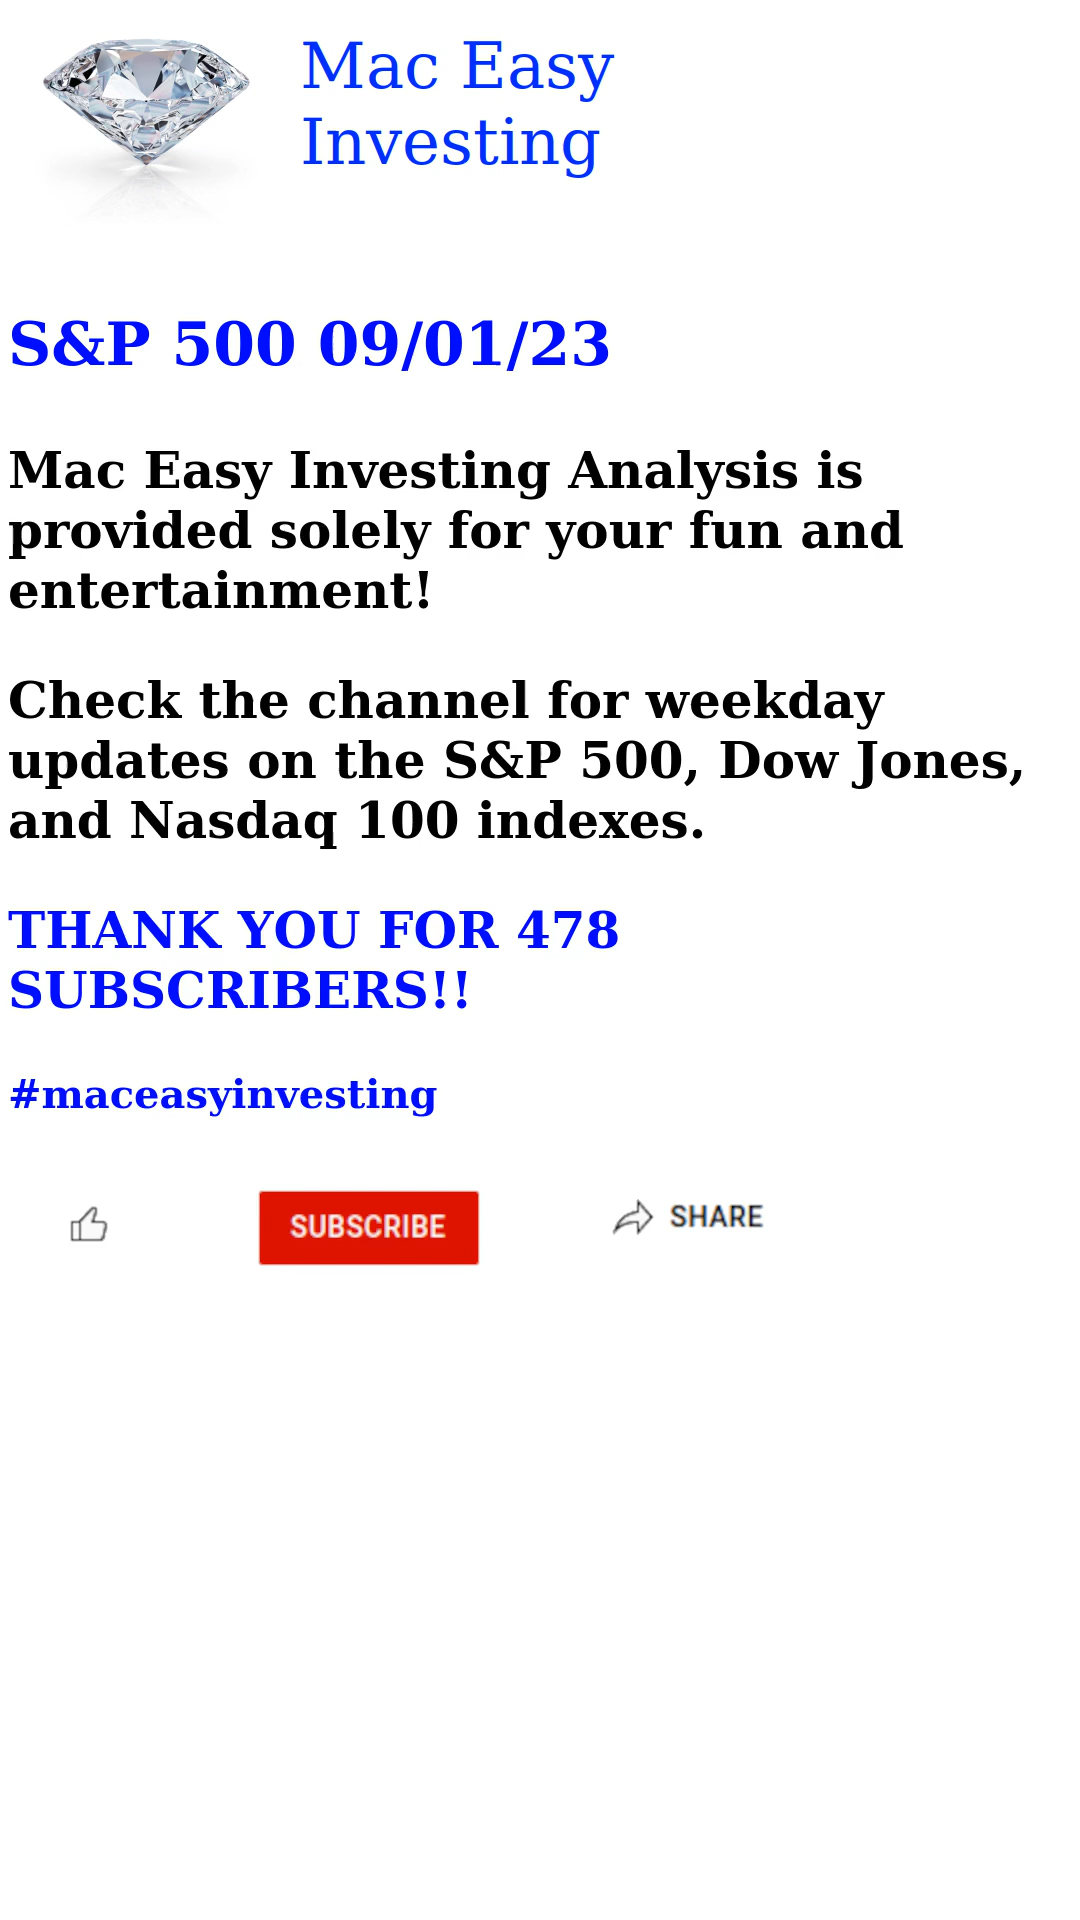 Mac Easy
Investing
S&P 500 09/01/23
Mac Easy Investing Analysis is
provided solely for your fun and
entertainment!
Check the channel for weekday
updates on the S&P 500, Dow Jones,
and Nasdaq 100 indexes.
THANK YOU FOR 478
SUBSCRIBERS!!
#maceasyinvesting
SUBSCRIBE SHARE